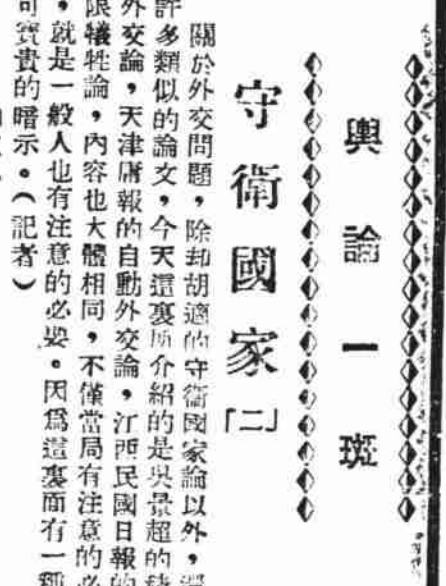 輿論一斑
守衛國家「二」
關於外交問題，除却胡適的守衛國家論以外，還
許多類似的論文，今天這裏所介紹的是吳景超的積
外交論，天津庸報的自動外交論，江西民國日報的
限犧牲論，內容也大體相同，不僅當局有注意的必
，就是一般人也有注意的必要。因爲這裏面有一種
可寶貴的暗示。（記者）